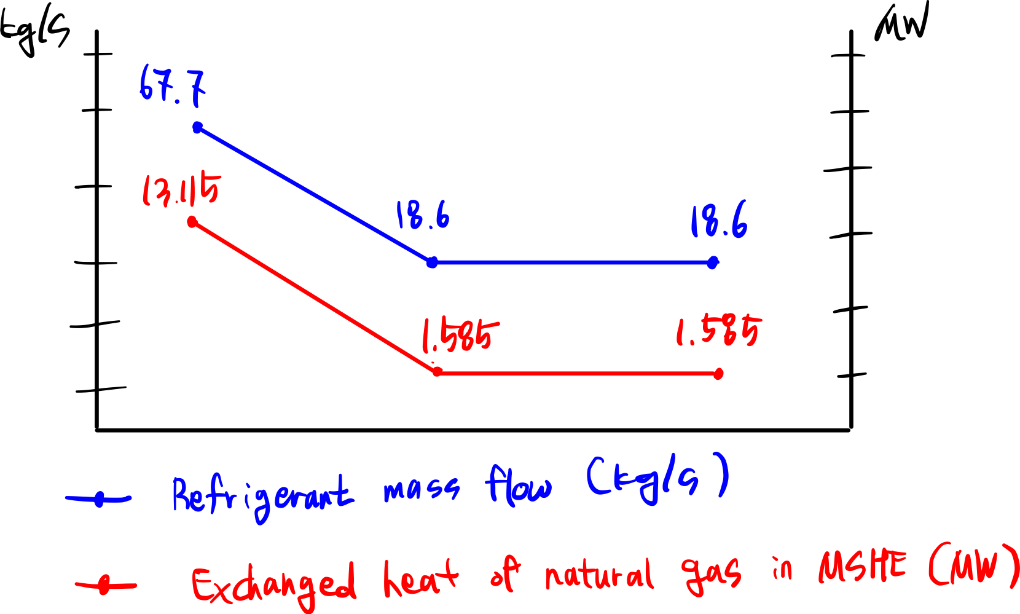 kg/s
MW
67.7
13.115
18.6
18.6
1.585
1.585
Refrigerant mass flow (kg/s)
Exchanged heat of natural gas in MSHE (MW)